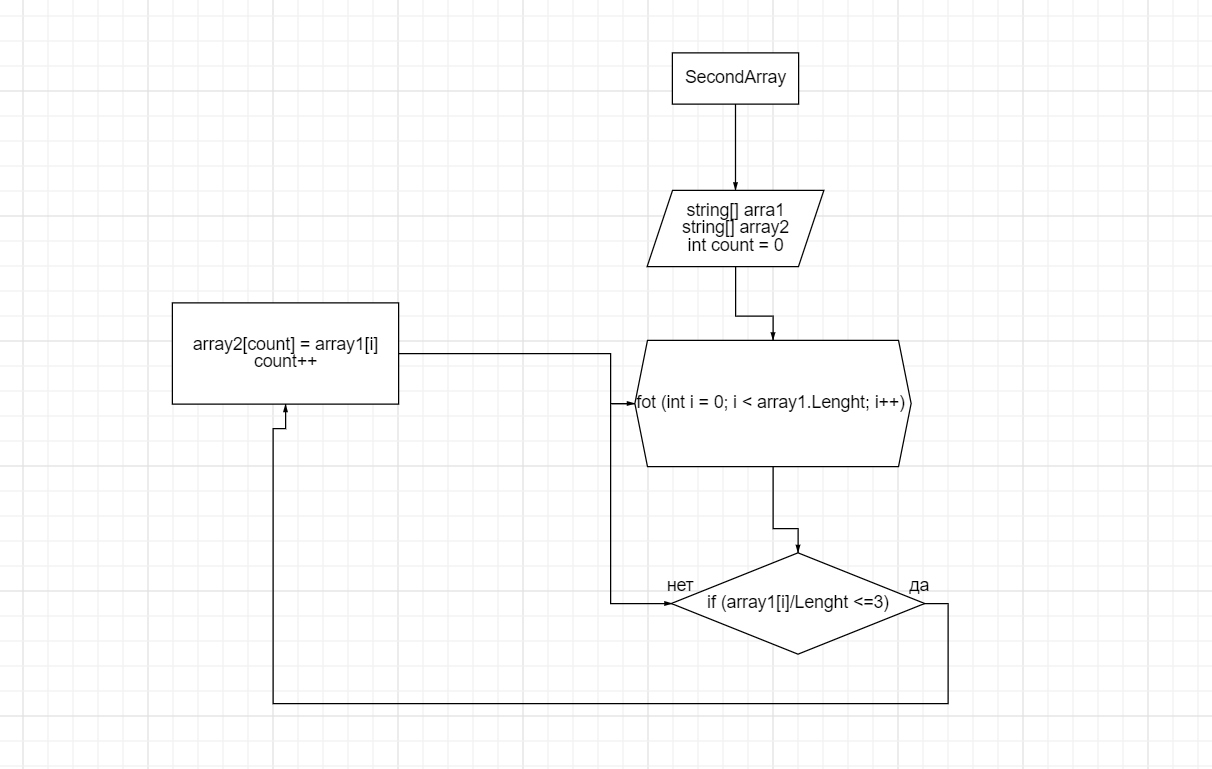 SecondArray
string[] arra1
string[] array2
int count = 0
array2[count] = array1[i]
count++
fot (int i = 0; i < array1.Lenght; i++)
нет
да
if (array1[i]/Lenght <=3)